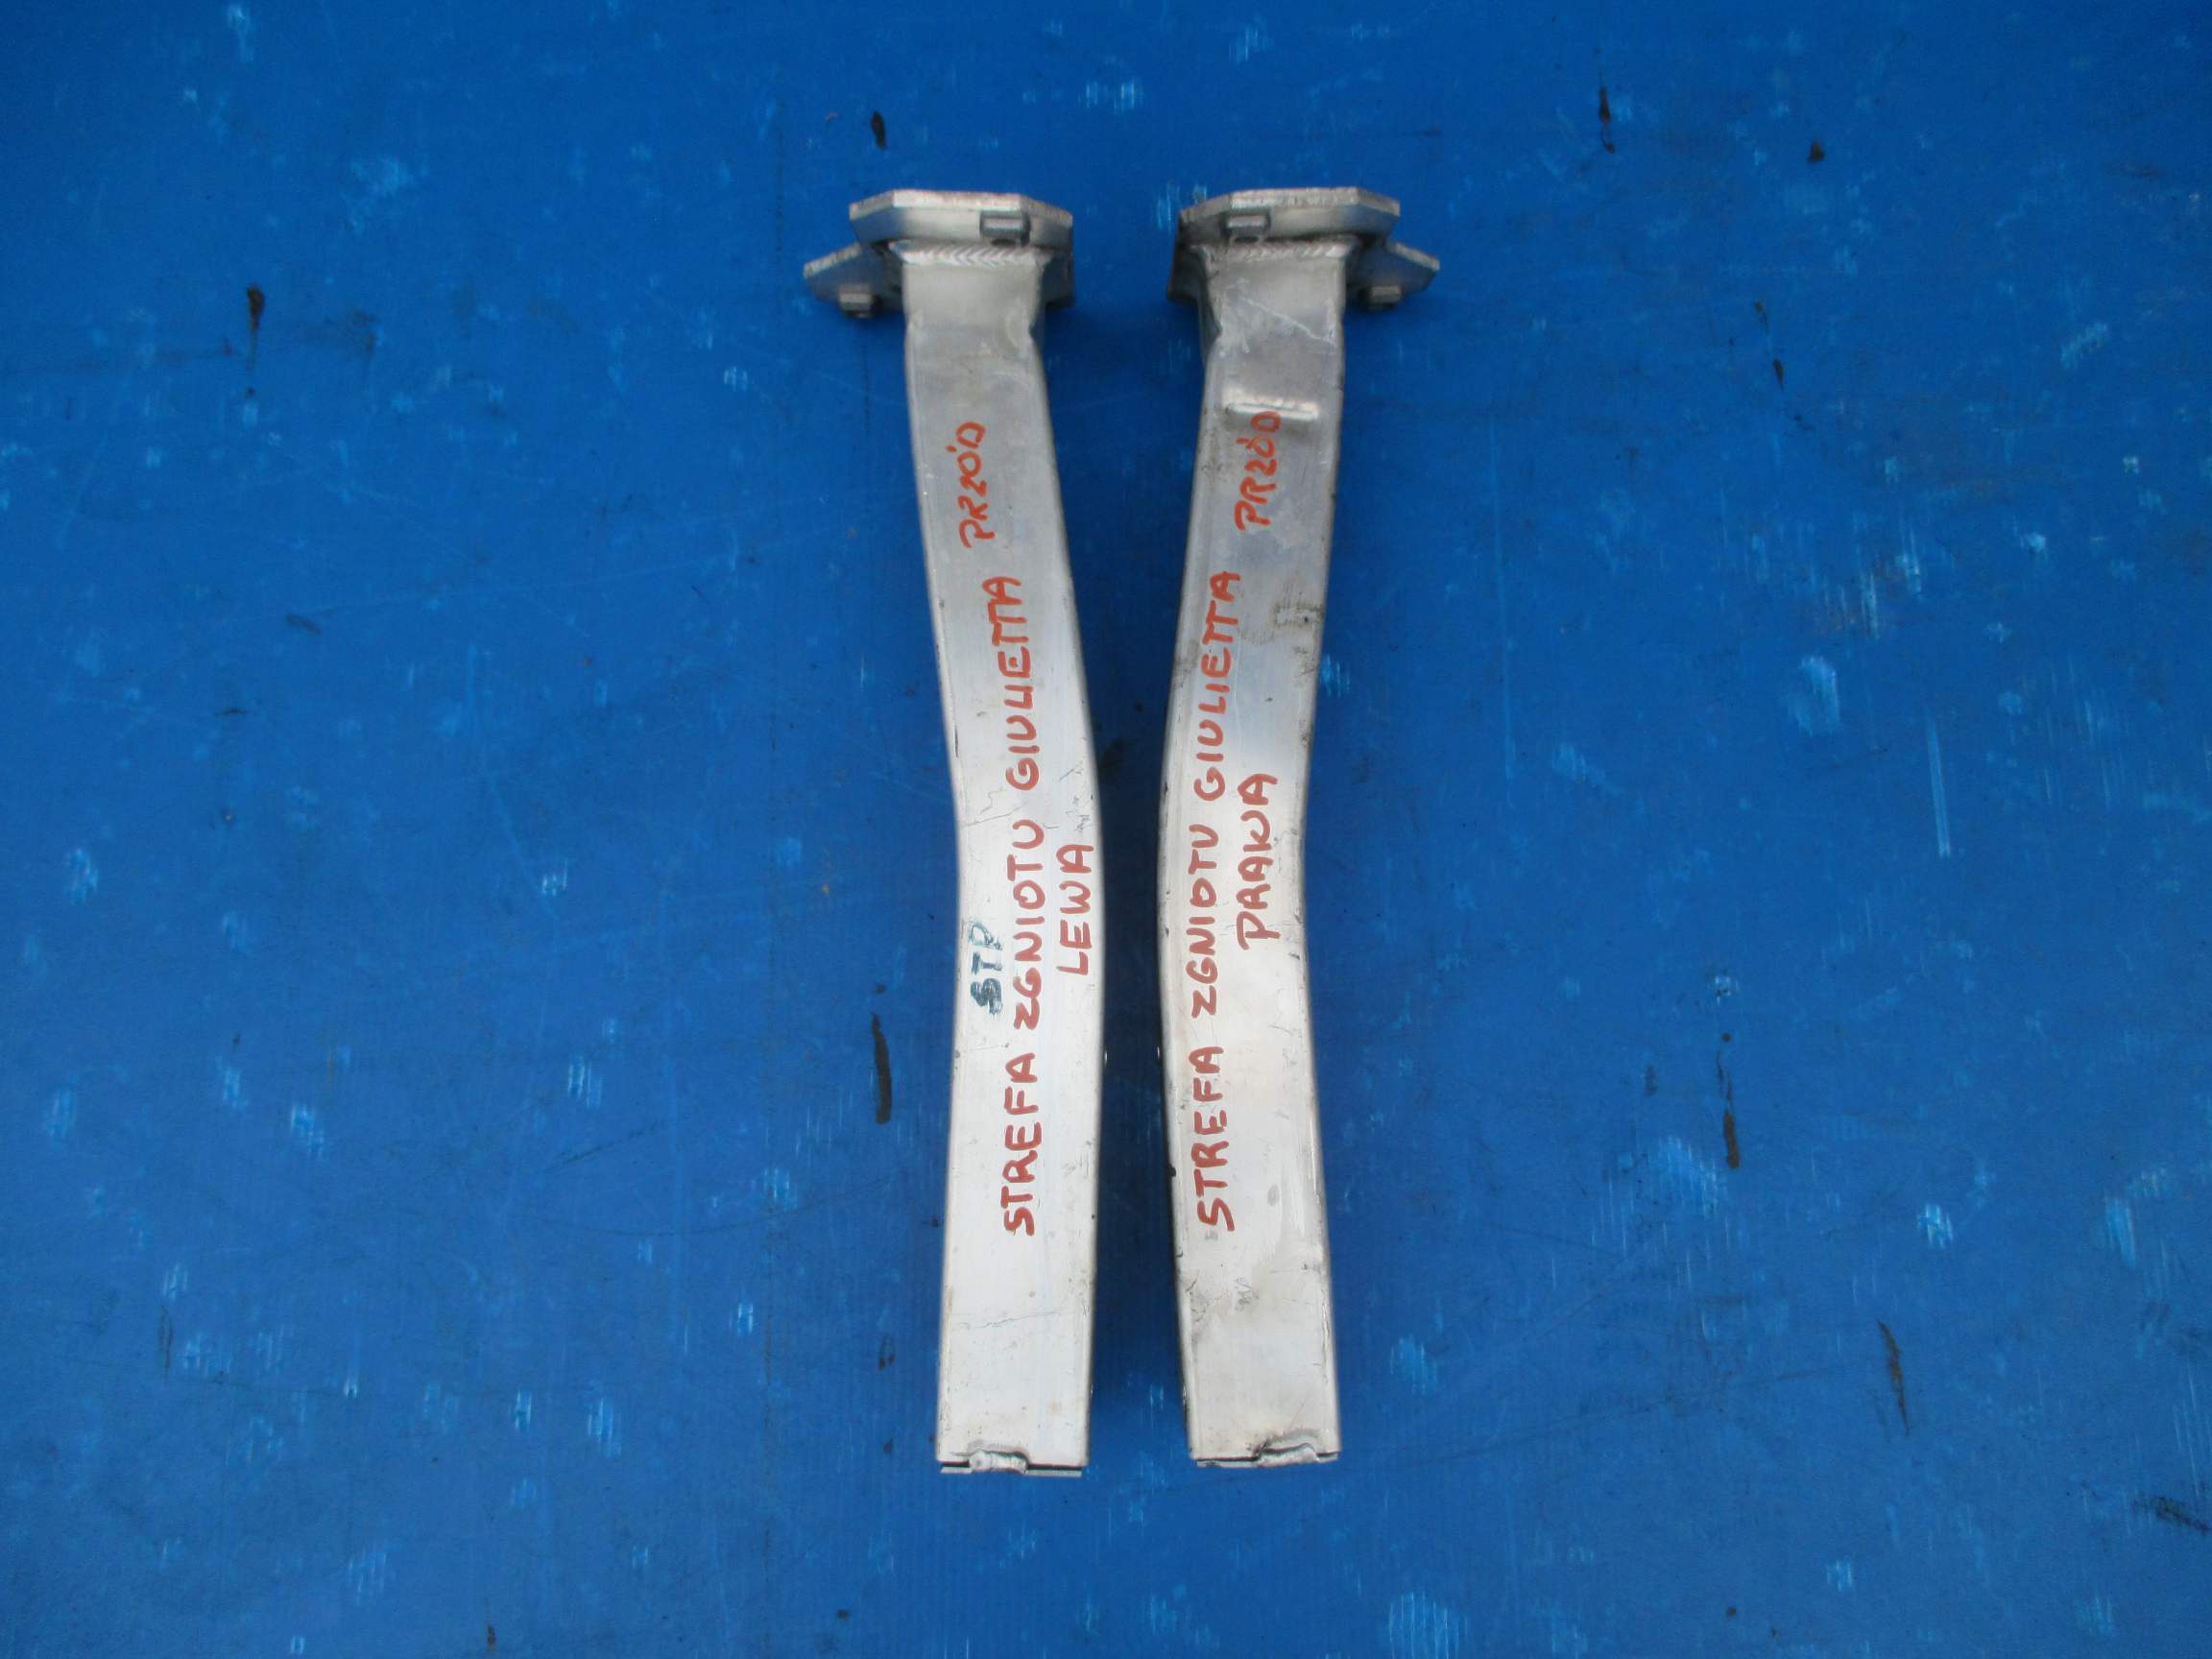 STP
STREFA ZGNIOTU GIULIETTA PRZÓD
LEWA
STREFA ZGNIOTU GIULIETTA PRZÓD
PRAWA